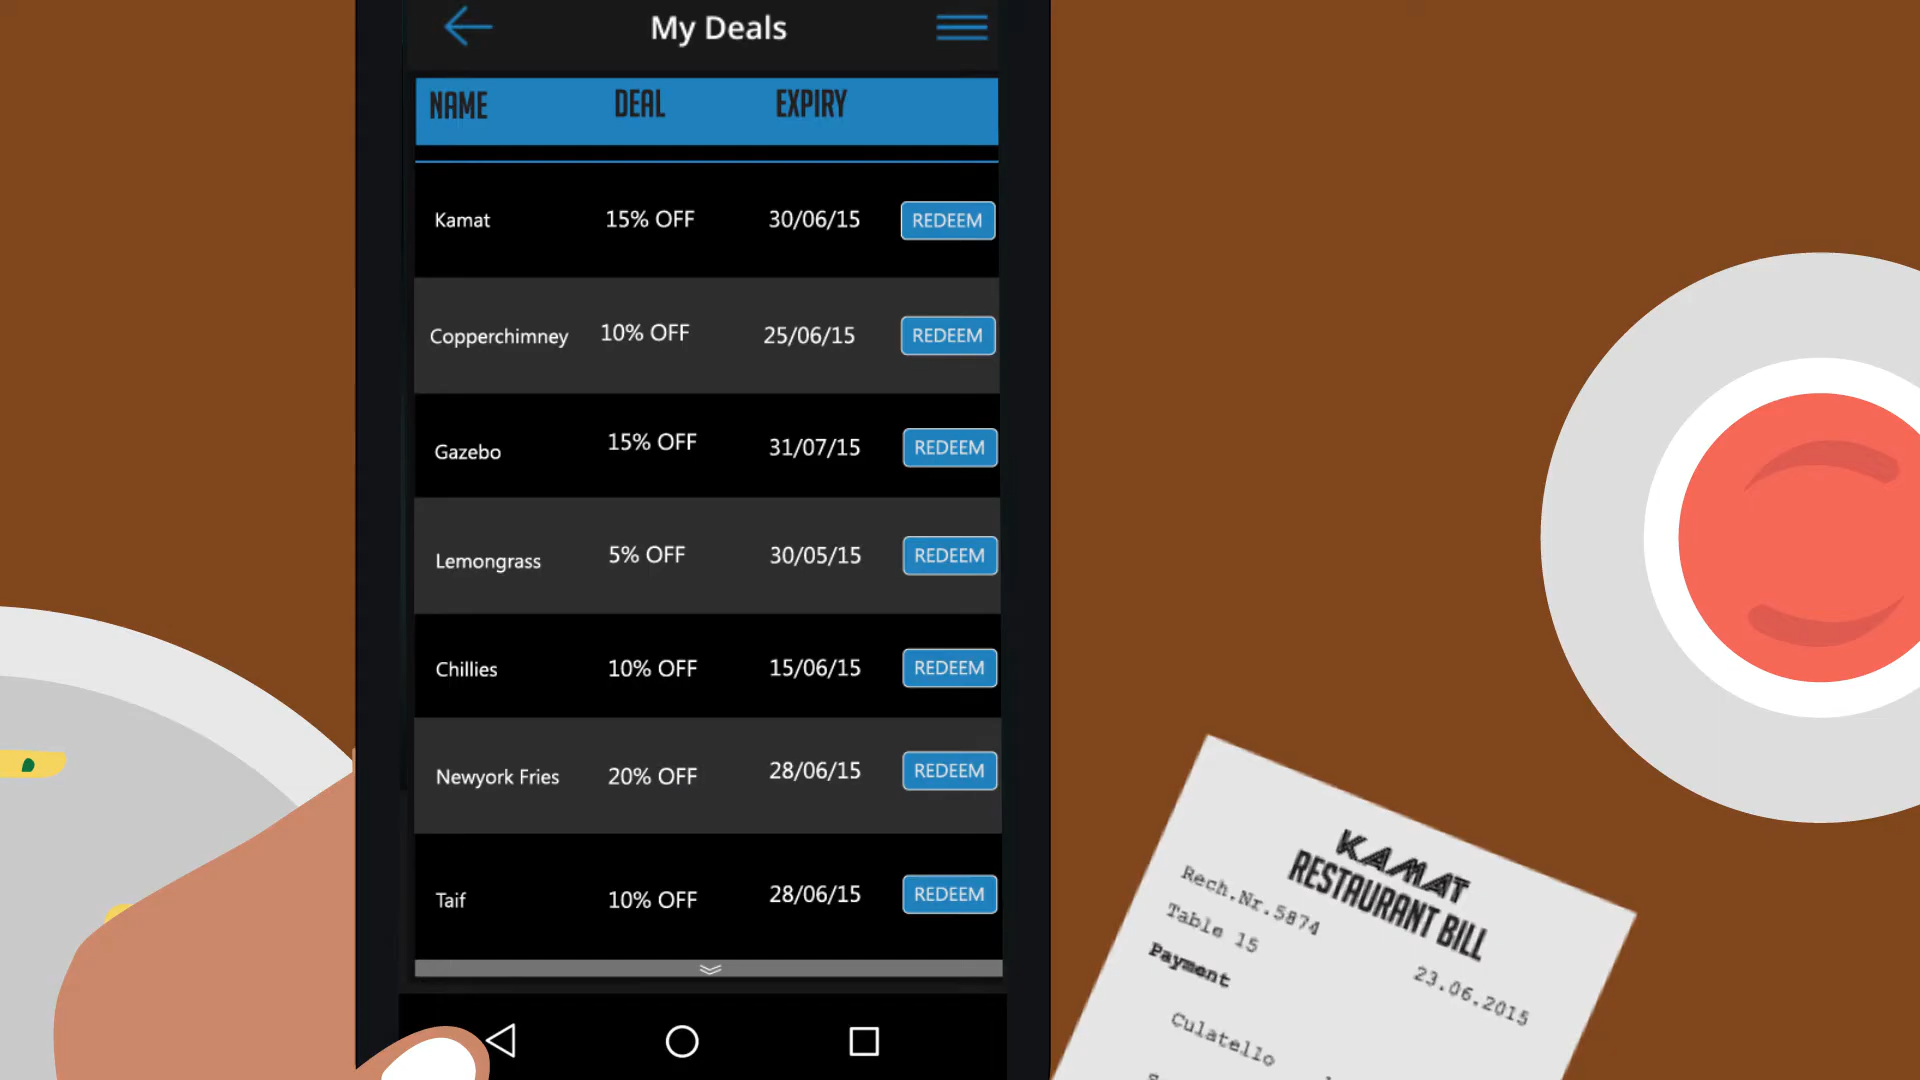 My Deals
NAME DEAL EXPIRY
Kamat 15% OFF 30/06/15 REDEEM
Copperchimney 10% OFF 25/06/15 REDEEM
Gazebo 15% OFF 31/07/15 REDEEM
Lemongrass 5% OFF 30/05/15 REDEEM
Chillies 10% OFF 15/06/15 REDEEM
Newyork Fries 20% OFF 28/06/15 REDEEM
Taif 10% OFF 28/06/15 REDEEM
KAMAT
RESTAURANT BILL
Rech.Nr.5874
Table 15
23.06.2015
Payment
Culatello